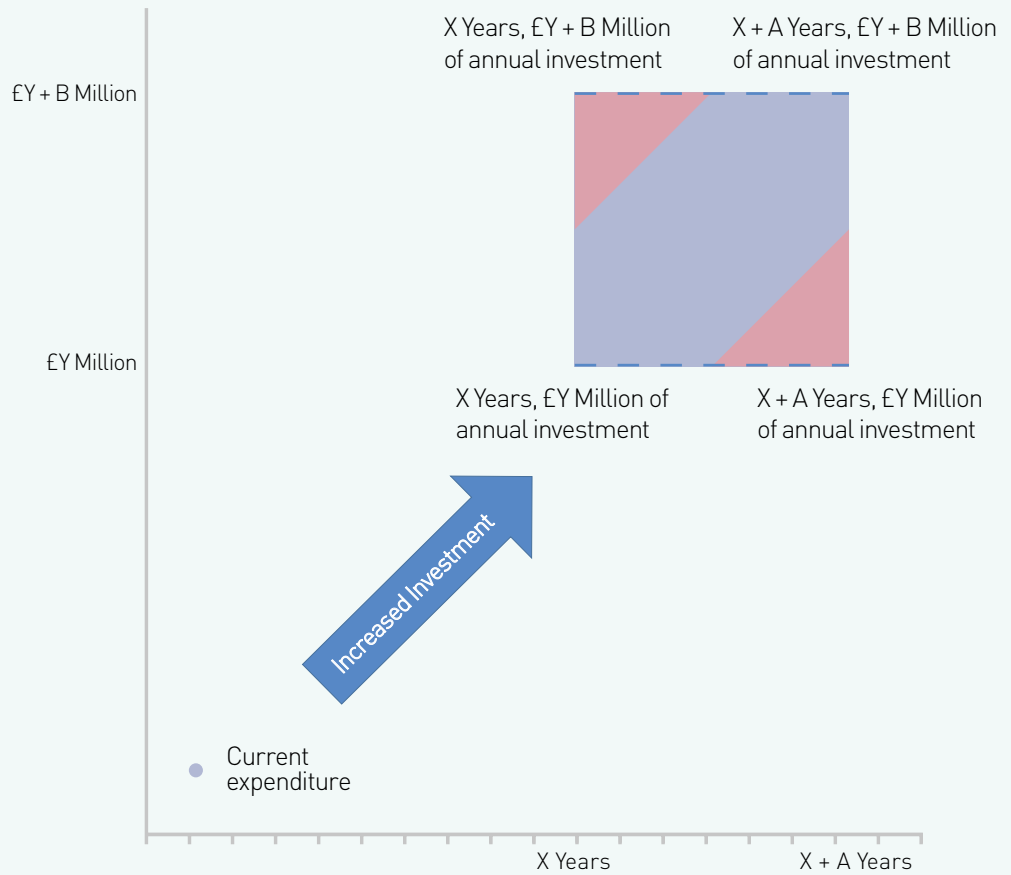 X Years, £Y + B Million
of annual investment
X + A Years, £Y + B Million
of annual investment
£Y + B Million
£Y Million
X Years, £Y Million of
annual investment
X + A Years, £Y Million
of annual investment
Increased Investment
Current
expenditure
X Years
X + A Years